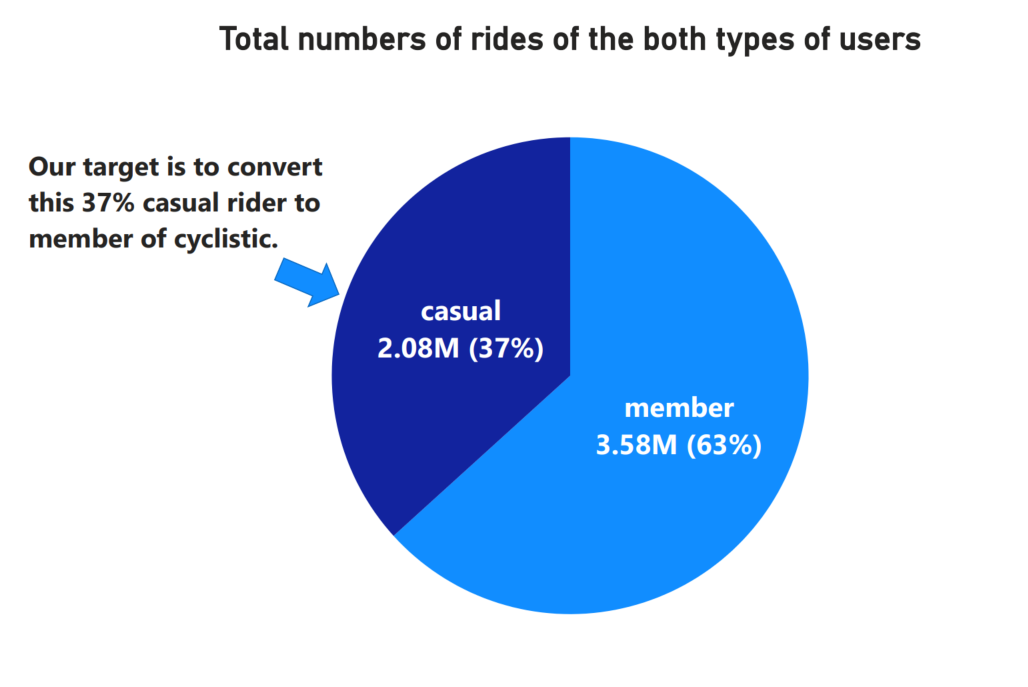 Total numbers of rides of the both types of users
Our target is to convert
this 37% casual rider to
member of cyclistic.
casual
2.08M (37%)
member
3.58M (63%)